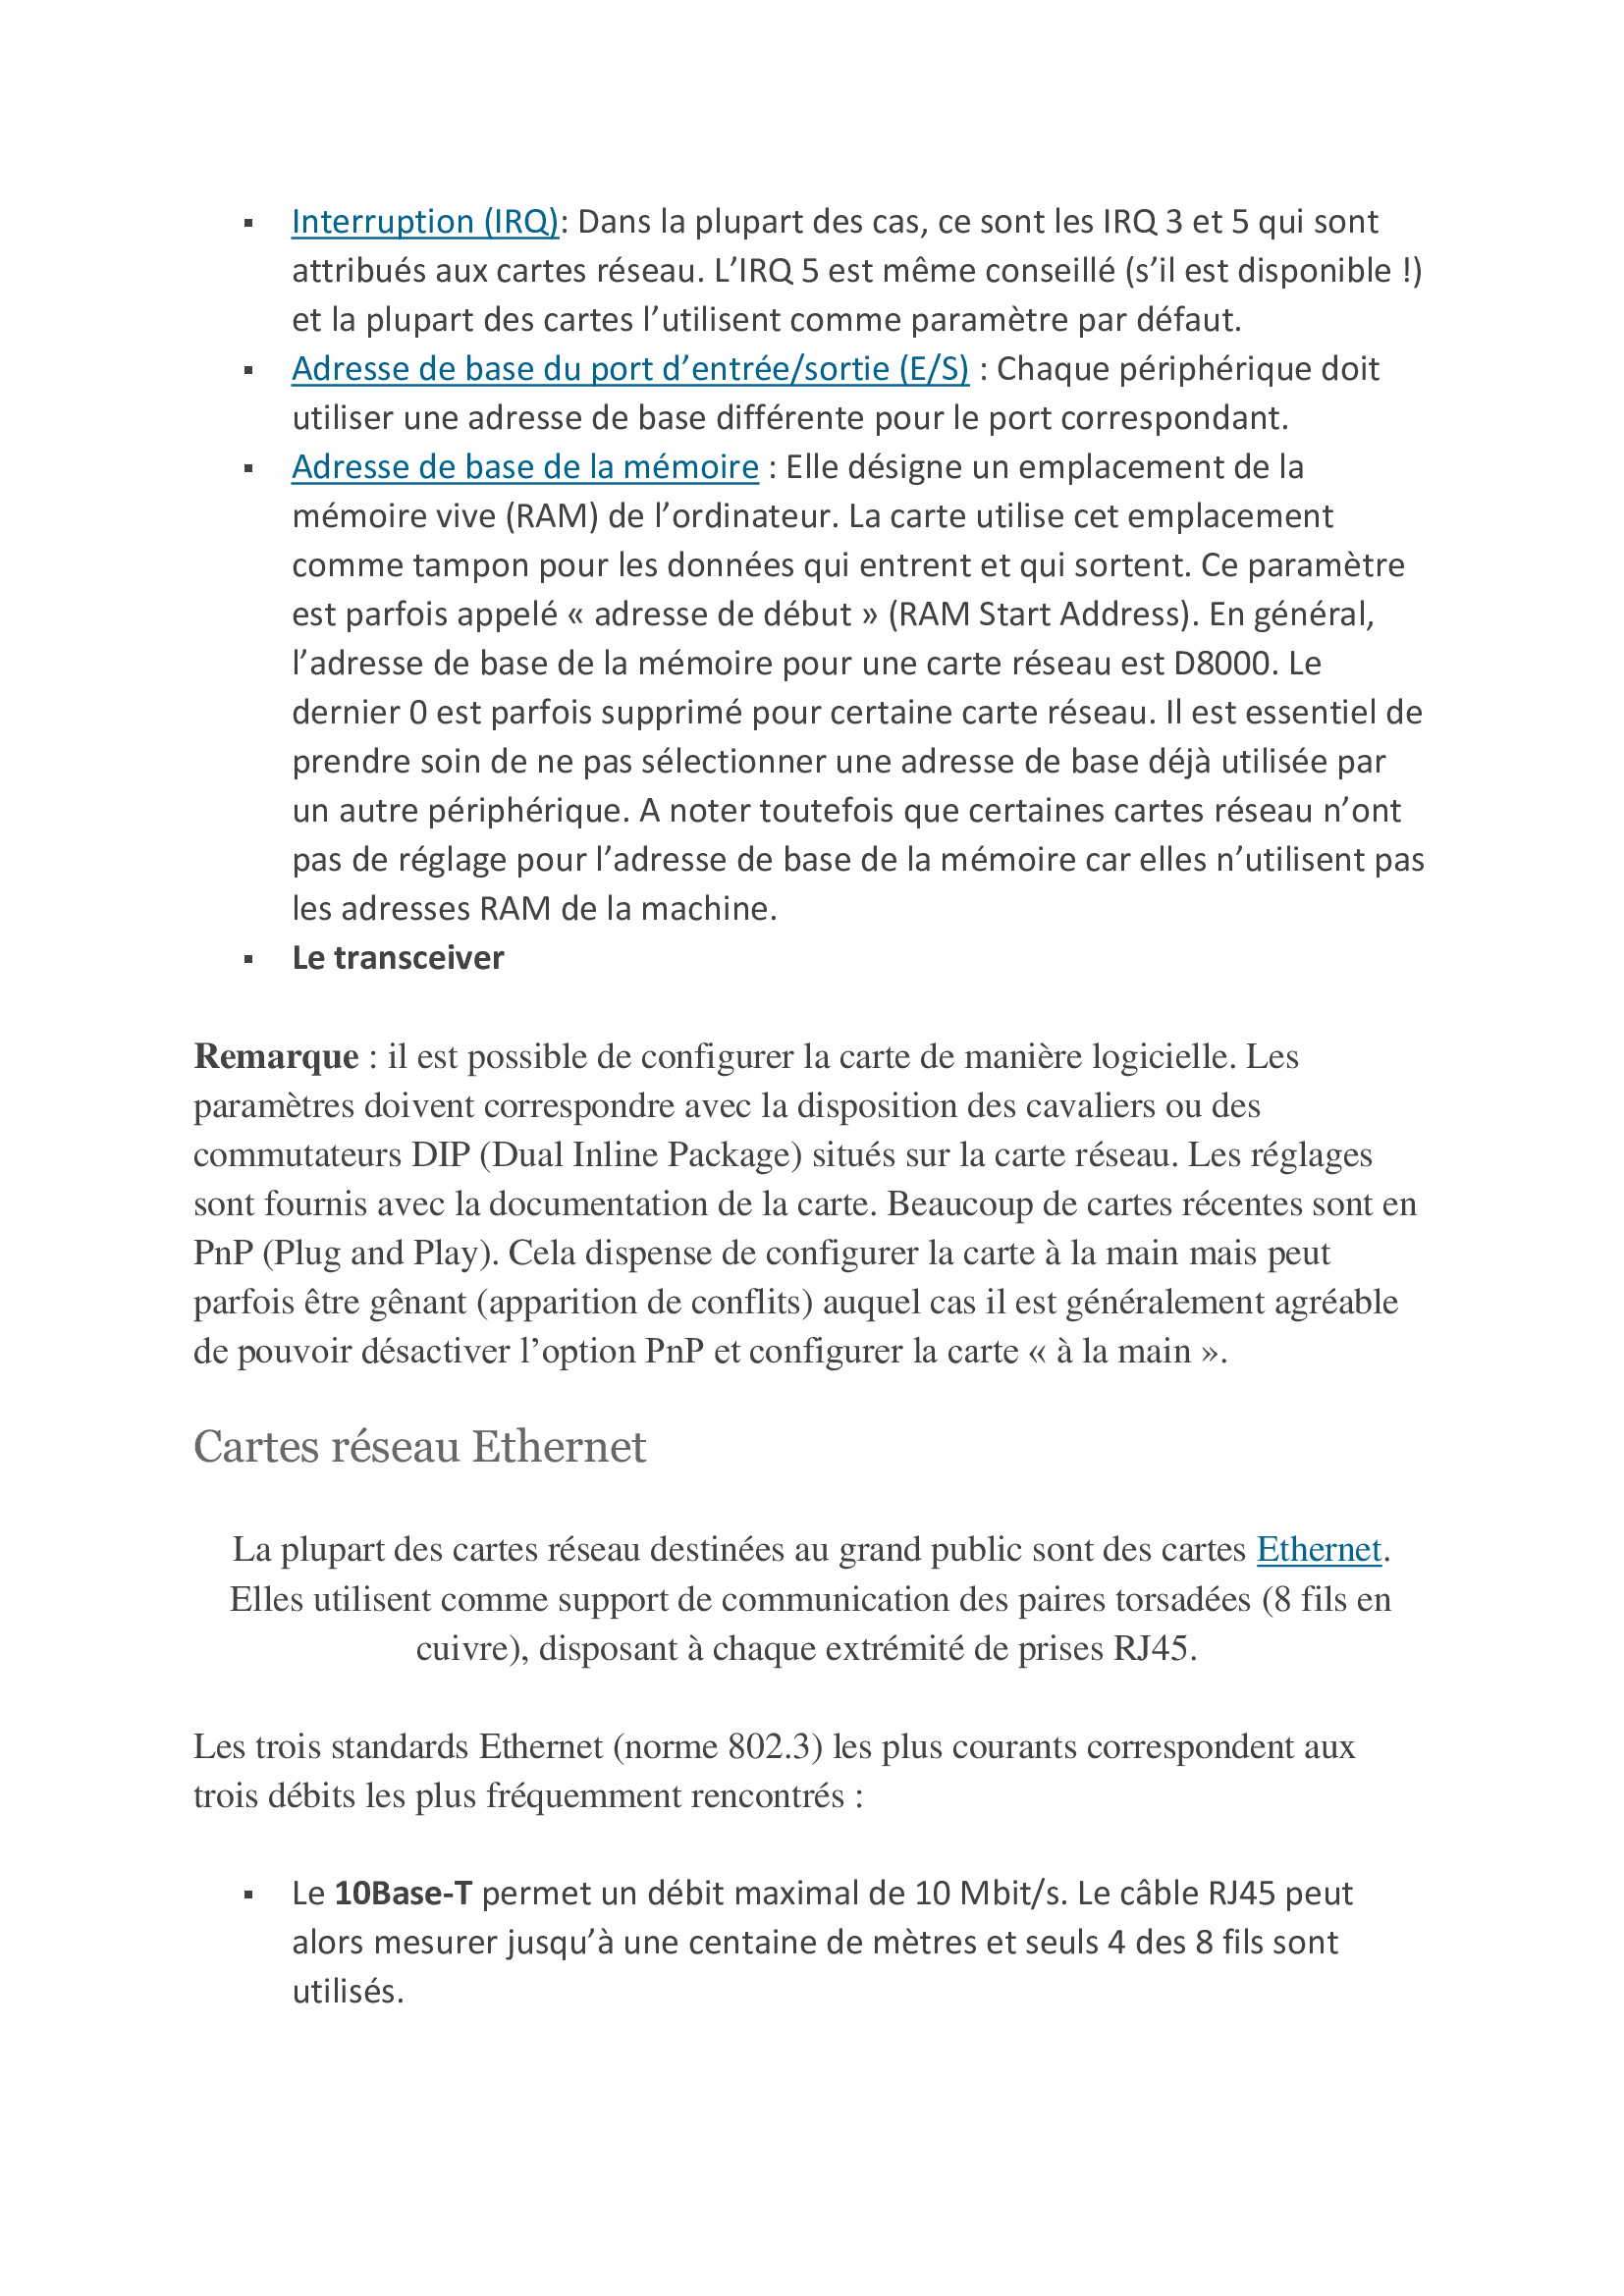 ▪ Interruption (IRQ): Dans la plupart des cas, ce sont les IRQ 3 et 5 qui sont
attribués aux cartes réseau. L’IRQ 5 est même conseillé (s’il est disponible !)
et la plupart des cartes l’utilisent comme paramètre par défaut.
▪ Adresse de base du port d’entrée/sortie (E/S) : Chaque périphérique doit
utiliser une adresse de base différente pour le port correspondant.
▪ Adresse de base de la mémoire : Elle désigne un emplacement de la
mémoire vive (RAM) de l’ordinateur. La carte utilise cet emplacement
comme tampon pour les données qui entrent et qui sortent. Ce paramètre
est parfois appelé « adresse de début » (RAM Start Address). En général,
l’adresse de base de la mémoire pour une carte réseau est D8000. Le
dernier 0 est parfois supprimé pour certaine carte réseau. Il est essentiel de
prendre soin de ne pas sélectionner une adresse de base déjà utilisée par
un autre périphérique. A noter toutefois que certaines cartes réseau n’ont
pas de réglage pour l’adresse de base de la mémoire car elles n’utilisent pas
les adresses RAM de la machine.
▪ Le transceiver
Remarque : il est possible de configurer la carte de manière logicielle. Les
paramètres doivent correspondre avec la disposition des cavaliers ou des
commutateurs DIP (Dual Inline Package) situés sur la carte réseau. Les réglages
sont fournis avec la documentation de la carte. Beaucoup de cartes récentes sont en
PnP (Plug and Play). Cela dispense de configurer la carte à la main mais peut
parfois être gênant (apparition de conflits) auquel cas il est généralement agréable
de pouvoir désactiver l’option PnP et configurer la carte « à la main ».
Cartes réseau Ethernet
La plupart des cartes réseau destinées au grand public sont des cartes Ethernet.
Elles utilisent comme support de communication des paires torsadées (8 fils en
cuivre), disposant à chaque extrémité de prises RJ45.
Les trois standards Ethernet (norme 802.3) les plus courants correspondent aux
trois débits les plus fréquemment rencontrés :
▪ Le 10Base-T permet un débit maximal de 10 Mbit/s. Le câble RJ45 peut
alors mesurer jusqu’à une centaine de mètres et seuls 4 des 8 fils sont
utilisés.